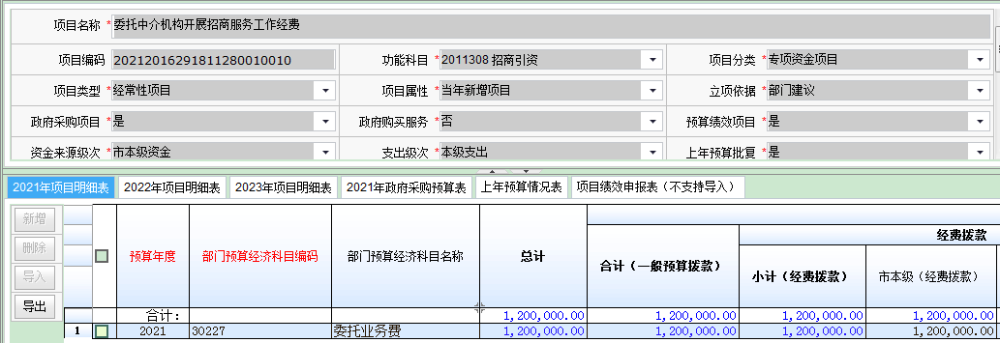 项目名称 * 委托中介机构开展招商服务工作经费
项目编码 20212016291811280010010 功能科目 * 2011308 招商引资 项目分类 * 专项资金项目
项目类型 * 经常性项目 项目属性 * 当年新增项目 立项依据 * 部门建议
政府采购项目 * 是 政府购买服务 * 否 预算绩效项目 * 是
资金来源级次 * 市本级资金 支出级次 * 本级支出 上年预算批复 * 是
2021年项目明细表 2022年项目明细表 2023年项目明细表 2021年政府采购预算表 上年预算情况表 项目绩效申报表（不支持导入）
新增
删除
导入
导出
经费拨款
预算年度 部门预算经济科目编码 部门预算经济科目名称 总计 合计（一般预算拨款） 小计（经费拨款） 市本级（经费拨款）
合计： 1,200,000.00 1,200,000.00 1,200,000.00 1,200,000.00
1 2021 30227 委托业务费 1,200,000.00 1,200,000.00 1,200,000.00 1,200,000.00